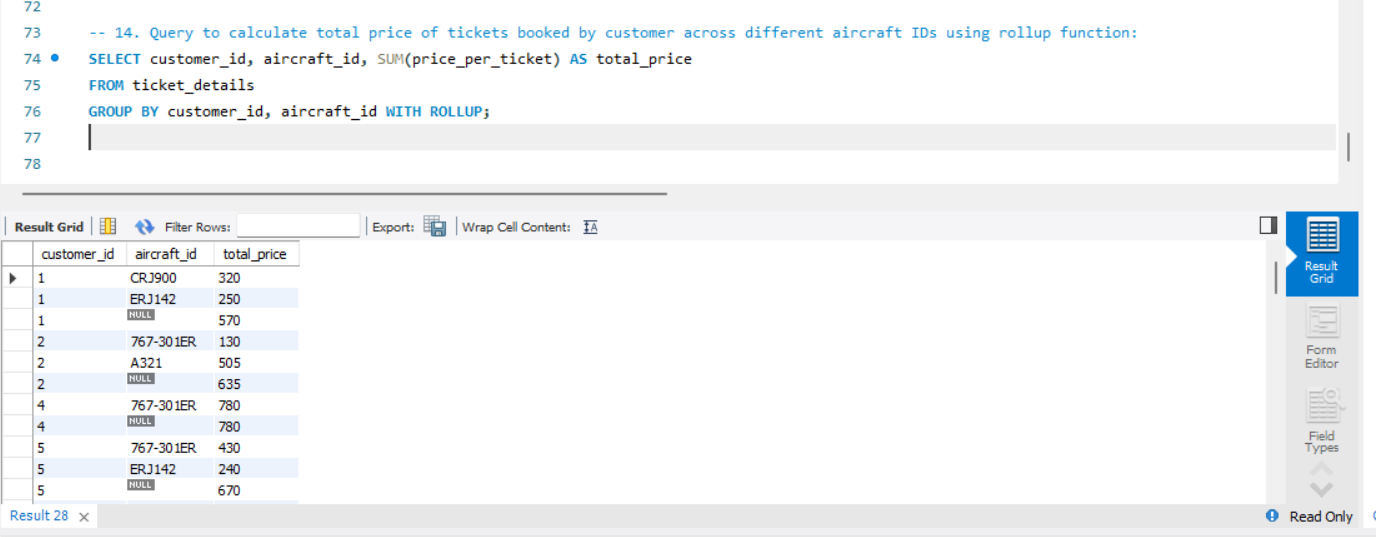 72
73 -- 14. Query to calculate total price of tickets booked by customer across different aircraft IDs using rollup function:
74 SELECT customer_id, aircraft_id, SUM(price_per_ticket) AS total_price
75 FROM ticket_details
76 GROUP BY customer_id, aircraft_id WITH ROLLUP;
77
78
Result Grid Filter Rows: Export: Wrap Cell Content: IA
customer_id aircraft_id total_price
1 CRJ900 320
1 ERJ142 250
1 NULL 570
2 767-301ER 130
2 A321 505
2 NULL 635
4 767-301ER 780
4 NULL 780
5 767-301ER 430
5 ERJ142 240
5 NULL 670
Result
Grid
Form
Editor
Field
Types
Result 28 Read Only